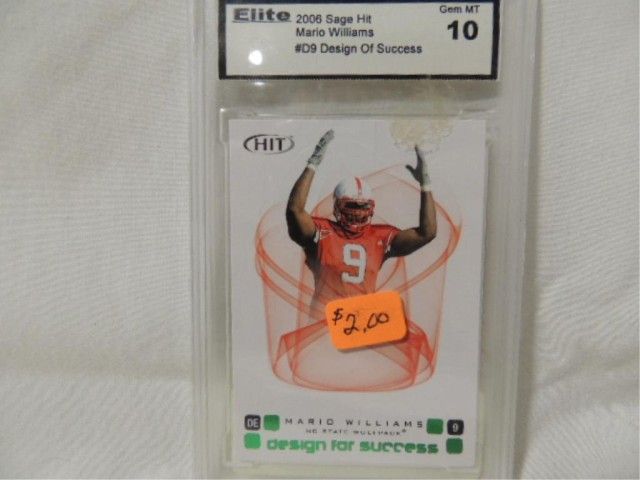 Elite 2006 Sage Hit Gem MT
Mario Williams 10
#D9 Design Of Success
HIT
9
$2.00
DE MARIO WILLIAMS 9
NC STATE WOLFPACK
design for success